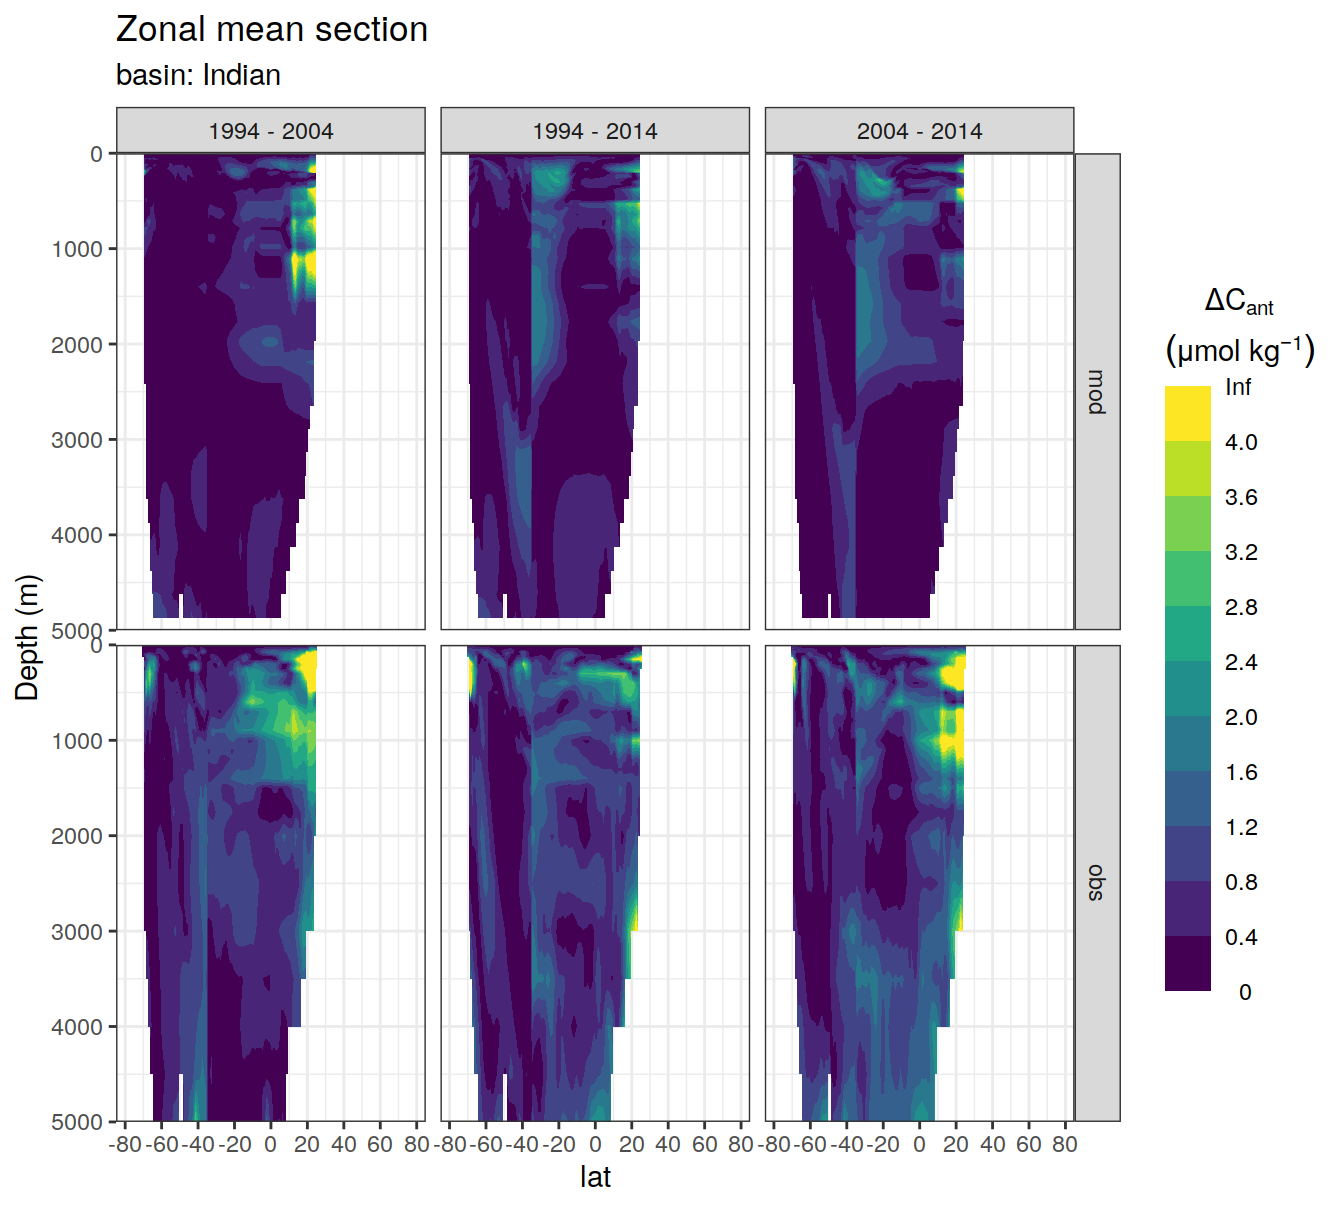 Zonal mean section
basin: Indian
1994 - 2004
1994 - 2014
2004 - 2014
0
1000
2000
3000
4000
5000
mod
0
1000
2000
3000
4000
5000
obs
Depth (m)
-80 -60 -40 -20 0 20 40 60 80
-80 -60 -40 -20 0 20 40 60 80
-80 -60 -40 -20 0 20 40 60 80
lat
ΔCant
(μmol kg⁻¹)
Inf
4.0
3.6
3.2
2.8
2.4
2.0
1.6
1.2
0.8
0.4
0